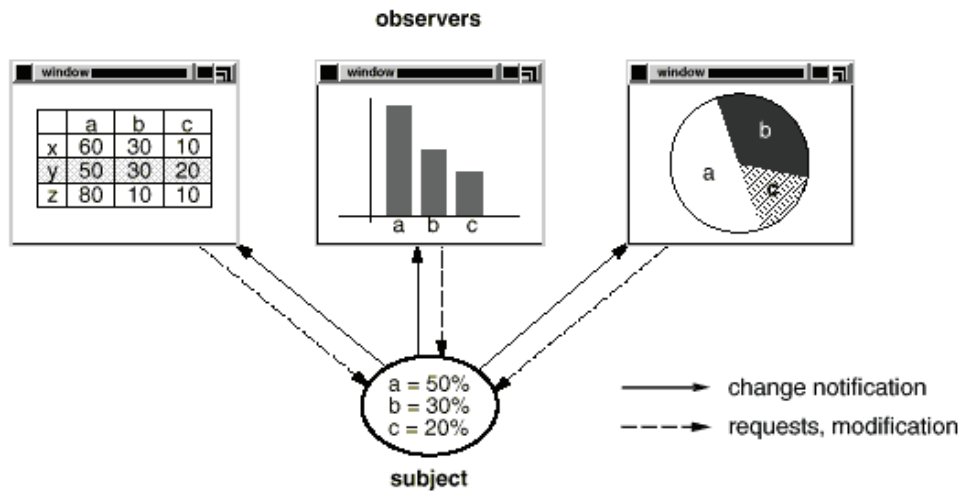 observers
window
a b c
x 60 30 10
y 50 30 20
z 80 10 10
window
a b c
window
a
b
c
a = 50%
b = 30%
c = 20%
subject
change notification
requests, modification